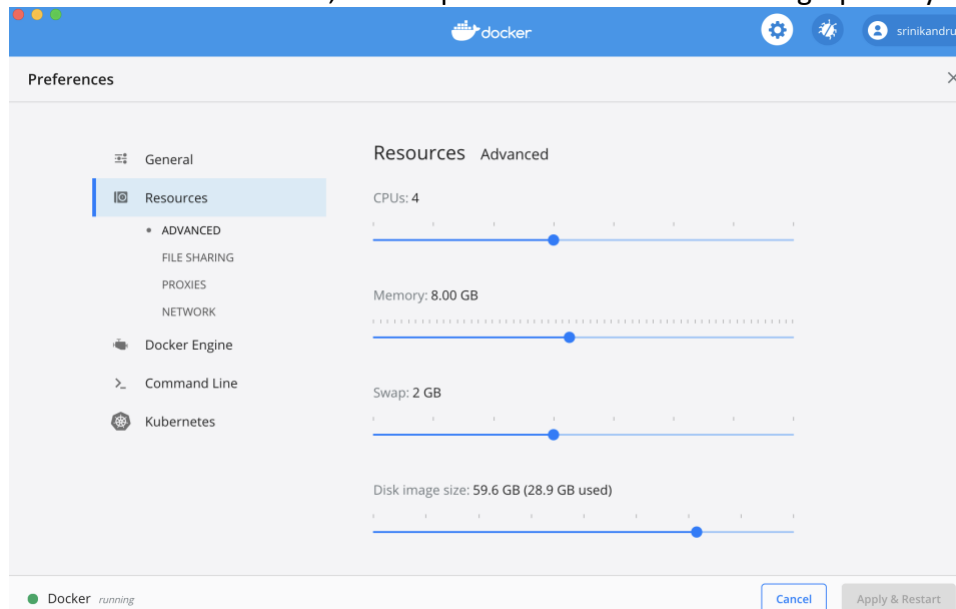 docker
srinikandru
Preferences
General
Resources
ADVANCED
FILE SHARING
PROXIES
NETWORK
Docker Engine
Command Line
Kubernetes
Resources Advanced
CPUs: 4
Memory: 8.00 GB
Swap: 2 GB
Disk image size: 59.6 GB (28.9 GB used)
Docker running
Cancel
Apply & Restart